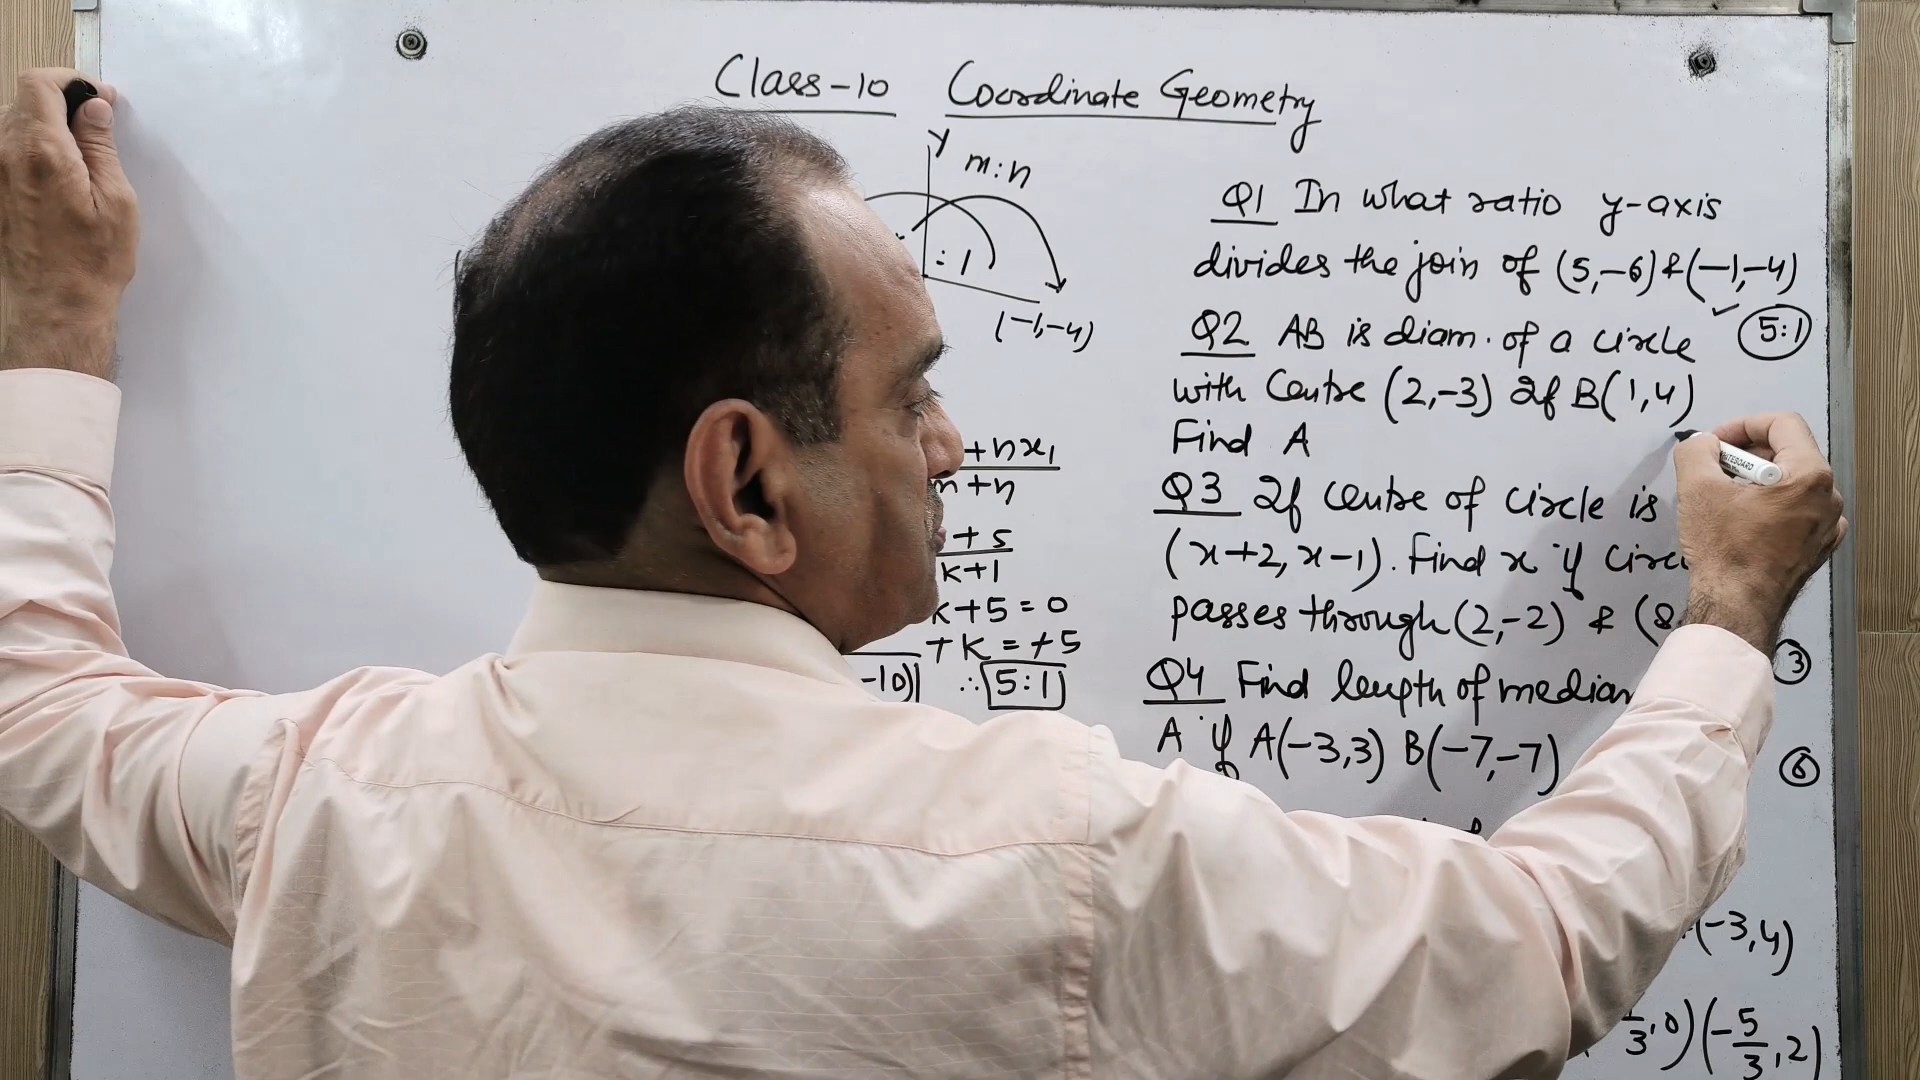 Class-10 Coordinate Geometry
y
m:n
: 1
(-1,-4)
+nx₁
m+n
+5
k+1
k+5=0
+k=+5
-10) ∴ 5:1
Q1 In what ratio y-axis
divides the join of (5,-6) & (-1,-4)
✓ 5:1
Q2 AB is diam. of a circle
with Centre (2,-3) If B(1,4)
Find A
WHITEBOARD
Q3 If centre of circle is
(x+2, x-1). Find x if
passes through (2,-2) & (8
3
Q4 Find length of median
A if A(-3,3) B(-7,-7)
6
(-3,4)
3,0) (-5/3,2)